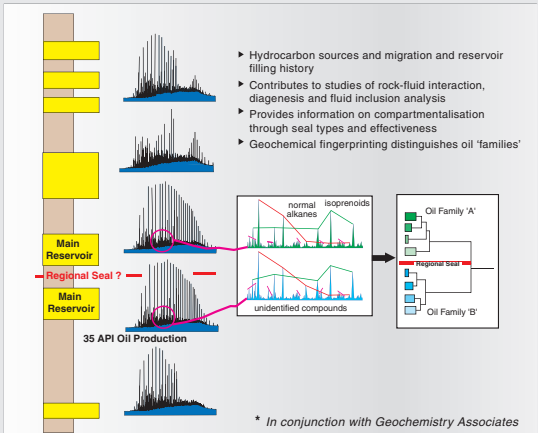 ▸ Hydrocarbon sources and migration and reservoir
filling history
▸ Contributes to studies of rock-fluid interaction,
diagenesis and fluid inclusion analysis
▸ Provides information on compartmentalisation
through seal types and effectiveness
▸ Geochemical fingerprinting distinguishes oil ‘families’
normal
alkanes
isoprenoids
unidentified compounds
Oil Family ‘A’
Regional Seal
Oil Family ‘B’
Main
Reservoir
Regional Seal ?
Main
Reservoir
35 API Oil Production
* In conjunction with Geochemistry Associates